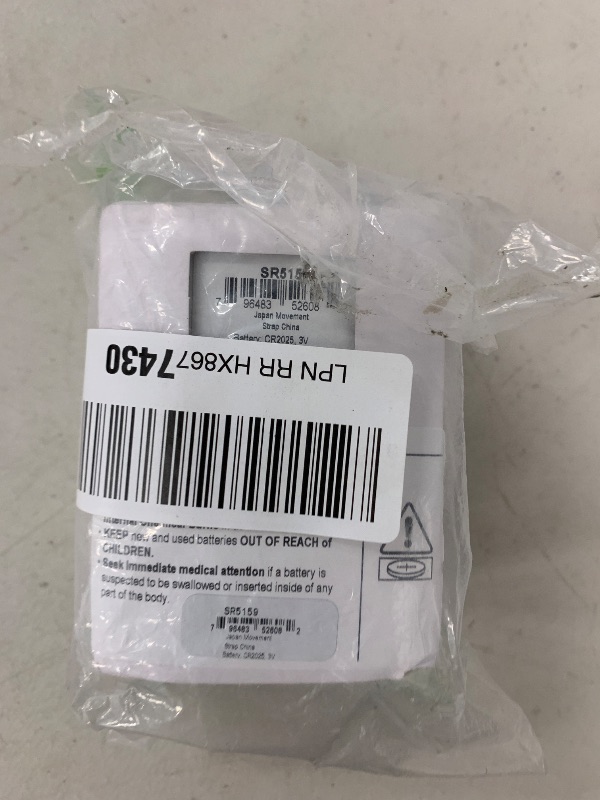 SR515
7 96483 52608
Japan Movement
Strap China
Battery: CR2025, 3V
LPN RR HX8677430
KEEP new and used batteries OUT OF REACH of
CHILDREN.
Seek immediate medical attention if a battery is
suspected to be swallowed or inserted inside of any
part of the body.
SR5159
7 96483 52608 2
Japan Movement
Strap China
Battery: CR2025, 3V